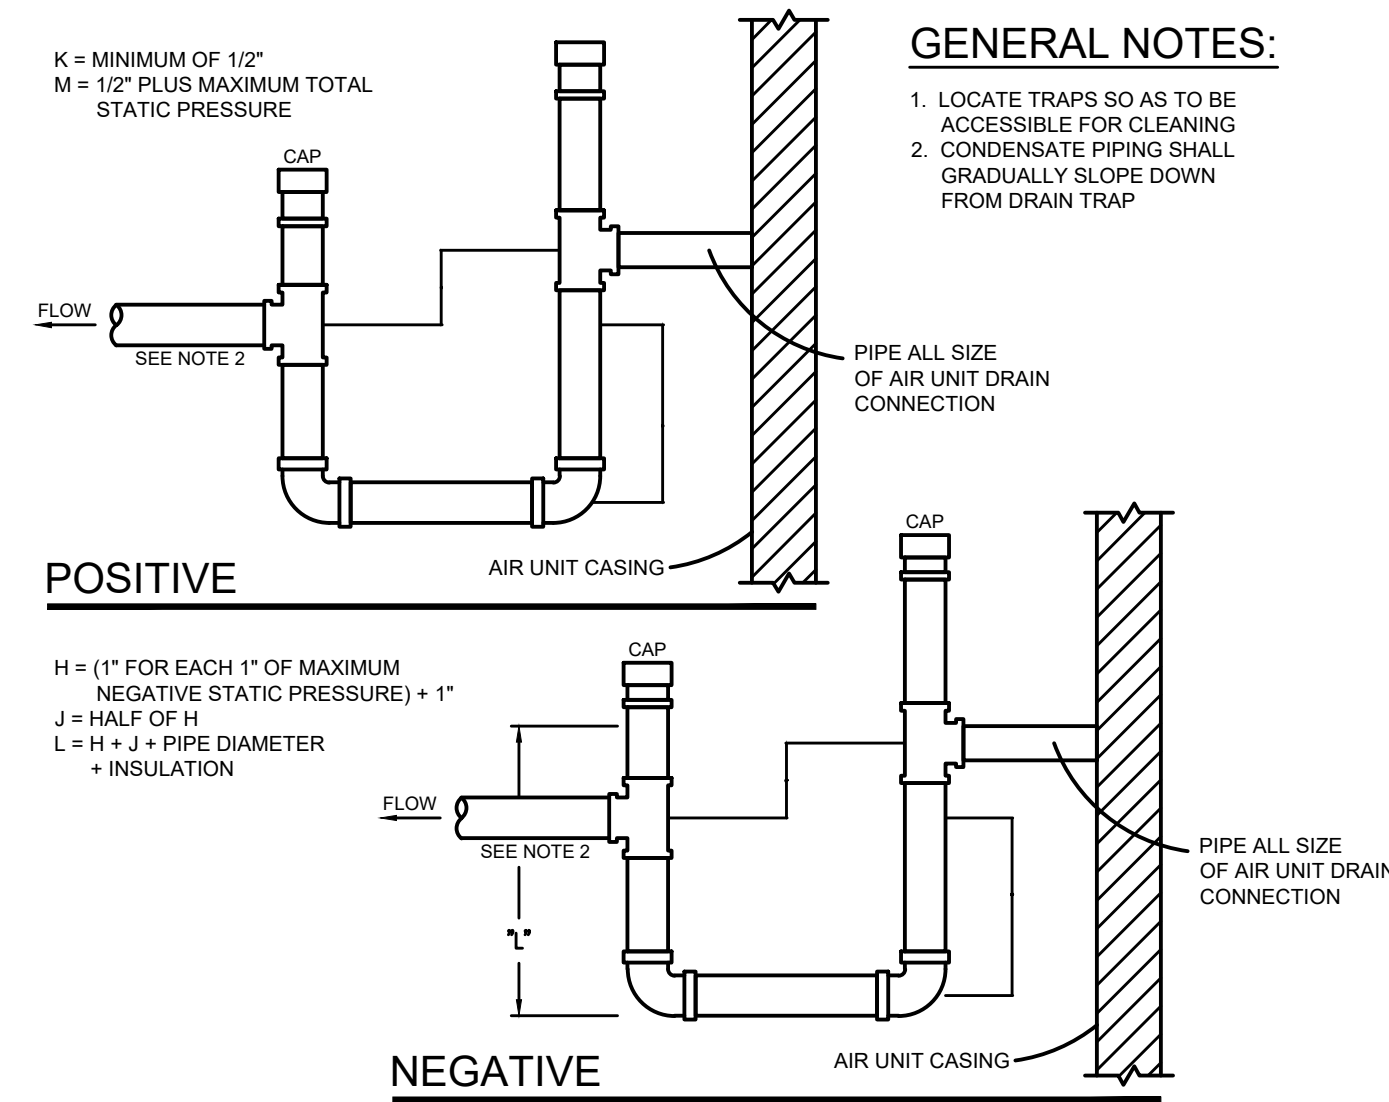 K = MINIMUM OF 1/2"
M = 1/2" PLUS MAXIMUM TOTAL
STATIC PRESSURE
CAP
FLOW
SEE NOTE 2
GENERAL NOTES:
1. LOCATE TRAPS SO AS TO BE
ACCESSIBLE FOR CLEANING
2. CONDENSATE PIPING SHALL
GRADUALLY SLOPE DOWN
FROM DRAIN TRAP
PIPE ALL SIZE
OF AIR UNIT DRAIN
CONNECTION
AIR UNIT CASING
POSITIVE
H = (1" FOR EACH 1" OF MAXIMUM
NEGATIVE STATIC PRESSURE) + 1"
J = HALF OF H
L = H + J + PIPE DIAMETER
+ INSULATION
CAP
CAP
FLOW
SEE NOTE 2
"L"
PIPE ALL SIZE
OF AIR UNIT DRAIN
CONNECTION
AIR UNIT CASING
NEGATIVE